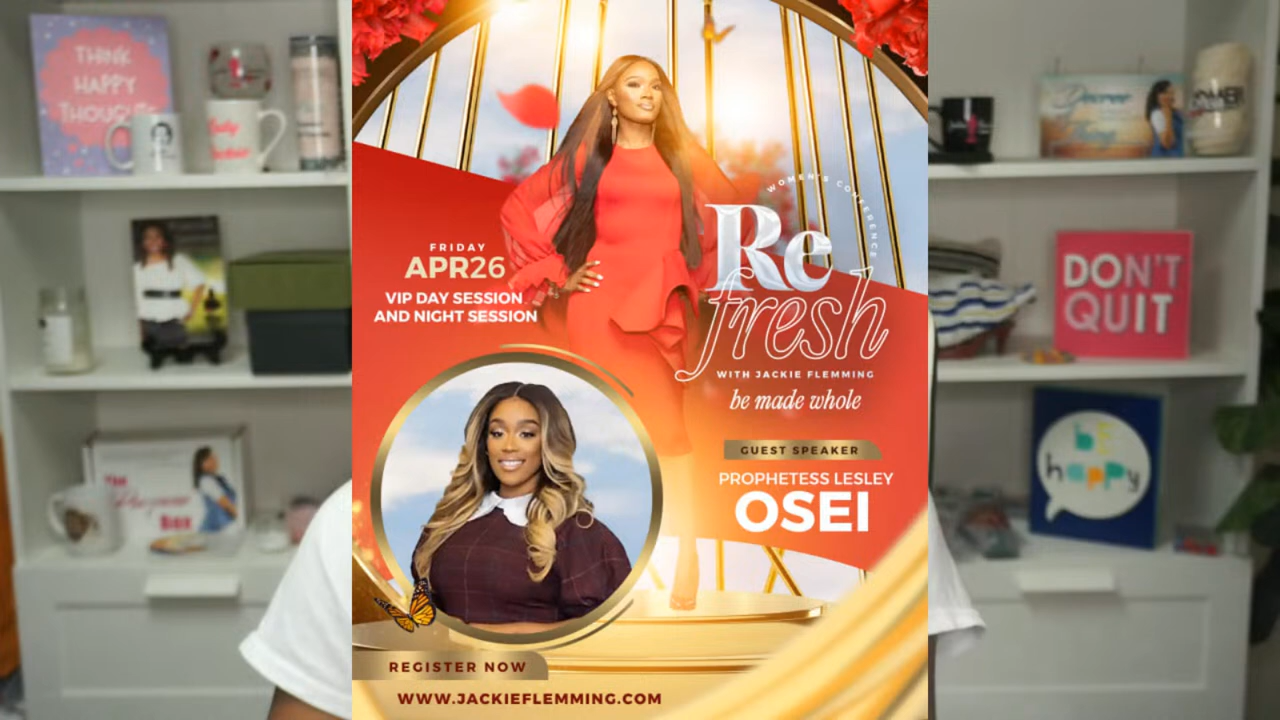 THINK
HAPPY
THOUGHTS
FRIDAY
APR26
VIP DAY SESSION
AND NIGHT SESSION
WOMEN'S CONFERENCE
Re
fresh
WITH JACKIE FLEMMING
be made whole
GUEST SPEAKER
PROPHETESS LESLEY
OSEI
REGISTER NOW
WWW.JACKIEFLEMMING.COM
DON'T
QUIT
be
happy